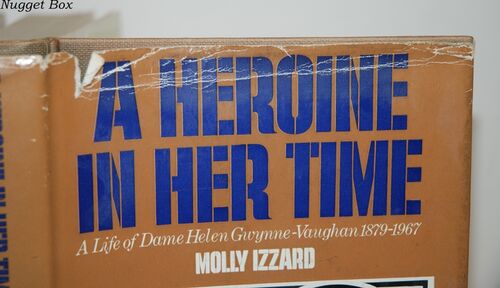 Nugget Box
A HEROINE
IN HER TIME
A Life of Dame Helen Gwynne-Vaughan 1879-1967
MOLLY IZZARD